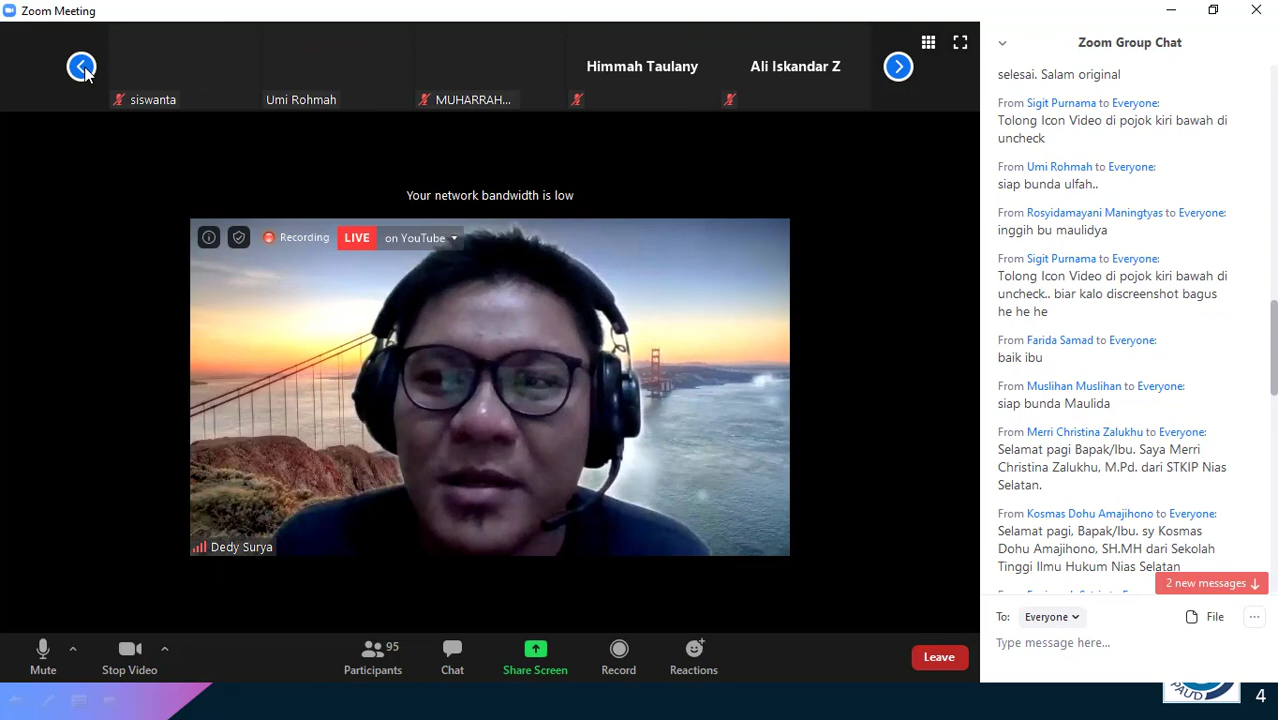 Zoom Meeting
siswanta
Umi Rohmah
MUHARRAH...
Himmah Taulany
Ali Iskandar Z
Your network bandwidth is low
Recording
LIVE
on YouTube
Dedy Surya
Mute
Stop Video
95
Participants
Chat
Share Screen
Record
Reactions
Leave
Zoom Group Chat
selesai. Salam original
From Sigit Purnama to Everyone:
Tolong Icon Video di pojok kiri bawah di
uncheck
From Umi Rohmah to Everyone:
siap bunda ulfah..
From Rosyidamayani Maningtyas to Everyone:
inggih bu maulidya
From Sigit Purnama to Everyone:
Tolong Icon Video di pojok kiri bawah di
uncheck.. biar kalo discreenshot bagus
he he he
From Farida Samad to Everyone:
baik ibu
From Muslihan Muslihan to Everyone:
siap bunda Maulida
From Merri Christina Zalukhu to Everyone:
Selamat pagi Bapak/Ibu. Saya Merri
Christina Zalukhu, M.Pd. dari STKIP Nias
Selatan.
From Kosmas Dohu Amajihono to Everyone:
Selamat pagi, Bapak/Ibu. sy Kosmas
Dohu Amajihono, SH.MH dari Sekolah
Tinggi Ilmu Hukum Nias Selatan
2 new messages
To: Everyone
File
Type message here...
PAUD
4